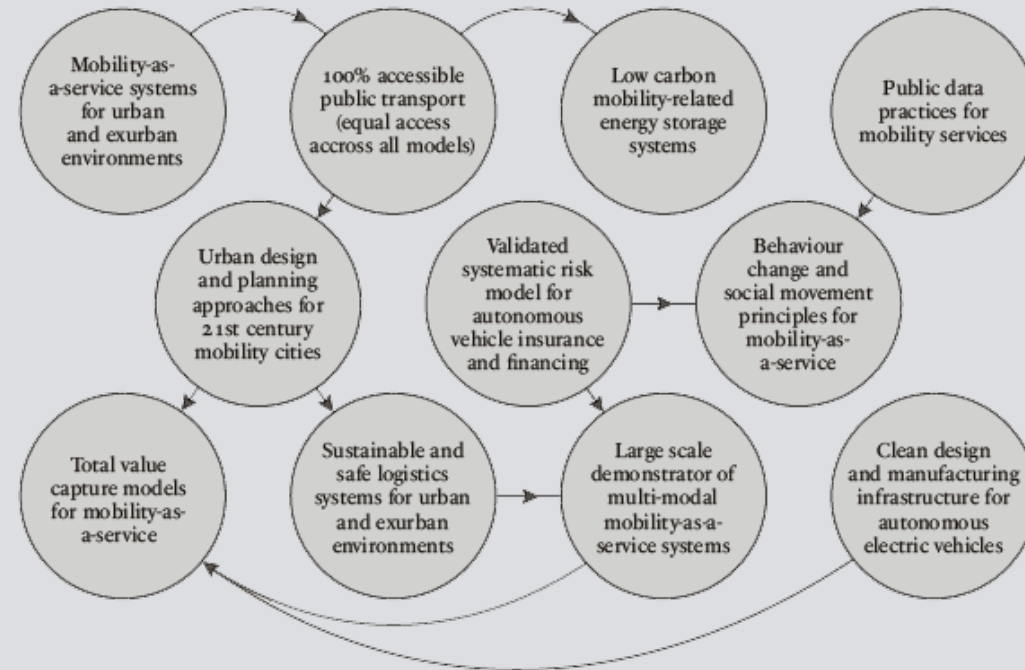 Mobility-as-
a-service systems
for urban
and exurban
environments
100% accessible
public transport
(equal access
accross all models)
Low carbon
mobility-related
energy storage
systems
Public data
practices for
mobility services
Urban design
and planning
approaches for
21st century
mobility cities
Validated
systematic risk
model for
autonomous
vehicle insurance
and financing
Behaviour
change and
social movement
principles for
mobility-as-
a-service
Total value
capture models
for mobility-as-
a-service
Sustainable and
safe logistics
systems for urban
and exurban
environments
Large scale
demonstrator of
multi-modal
mobility-as-a-
service systems
Clean design
and manufacturing
infrastructure for
autonomous
electric vehicles